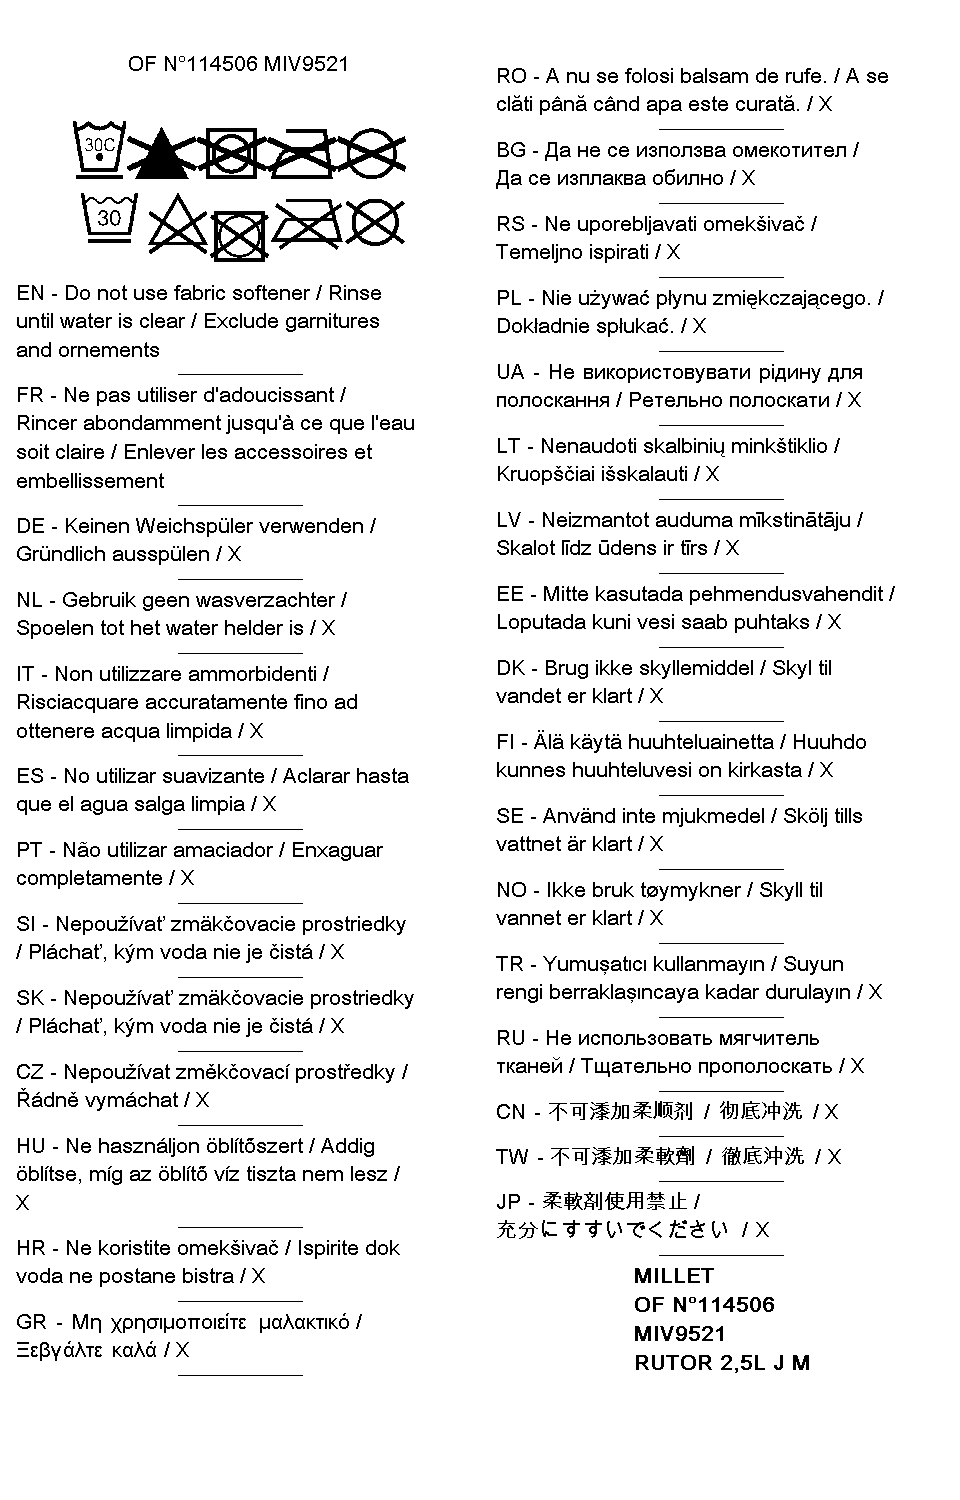 OF N°114506 MIV9521
30C
30
EN - Do not use fabric softener / Rinse
until water is clear / Exclude garnitures
and ornements
FR - Ne pas utiliser d'adoucissant /
Rincer abondamment jusqu'à ce que l'eau
soit claire / Enlever les accessoires et
embellissement
DE - Keinen Weichspüler verwenden /
Gründlich ausspülen / X
NL - Gebruik geen wasverzachter /
Spoelen tot het water helder is / X
IT - Non utilizzare ammorbidenti /
Risciacquare accuratamente fino ad
ottenere acqua limpida / X
ES - No utilizar suavizante / Aclarar hasta
que el agua salga limpia / X
PT - Não utilizar amaciador / Enxaguar
completamente / X
SI - Nepoužívať zmäkčovacie prostriedky
/ Pláchať, kým voda nie je čistá / X
SK - Nepoužívať zmäkčovacie prostriedky
/ Pláchať, kým voda nie je čistá / X
CZ - Nepoužívat změkčovací prostředky /
Řádně vymáchat / X
HU - Ne használjon öblítőszert / Addig
öblítse, míg az öblítő víz tiszta nem lesz /
X
HR - Ne koristite omekšivač / Ispirite dok
voda ne postane bistra / X
GR - Μη χρησιμοποιείτε μαλακτικό /
Ξεβγάλτε καλά / X
RO - A nu se folosi balsam de rufe. / A se
clăti până când apa este curată. / X
BG - Да не се използва омекотител /
Да се изплаква обилно / X
RS - Ne uporebljavati omekšivač /
Temeljno ispirati / X
PL - Nie używać płynu zmiękczającego. /
Dokładnie spłukać. / X
UA - Не використовувати рідину для
полоскання / Ретельно полоскати / X
LT - Nenaudoti skalbinių minkštiklio /
Kruopščiai išskalauti / X
LV - Neizmantot auduma mīkstinātāju /
Skalot līdz ūdens ir tīrs / X
EE - Mitte kasutada pehmendusvahendit /
Loputada kuni vesi saab puhtaks / X
DK - Brug ikke skyllemiddel / Skyl til
vandet er klart / X
FI - Älä käytä huuhteluainetta / Huuhdo
kunnes huuhteluvesi on kirkasta / X
SE - Använd inte mjukmedel / Skölj tills
vattnet är klart / X
NO - Ikke bruk tøymykner / Skyll til
vannet er klart / X
TR - Yumuşatıcı kullanmayın / Suyun
rengi berraklaşıncaya kadar durulayın / X
RU - Не использовать мягчитель
тканей / Тщательно прополоскать / X
CN - 不可添加柔顺剂 / 彻底冲洗 / X
TW - 不可添加柔軟劑 / 徹底沖洗 / X
JP - 柔軟剤使用禁止 /
充分にすすいでください / X
MILLET
OF N°114506
MIV9521
RUTOR 2,5L J M